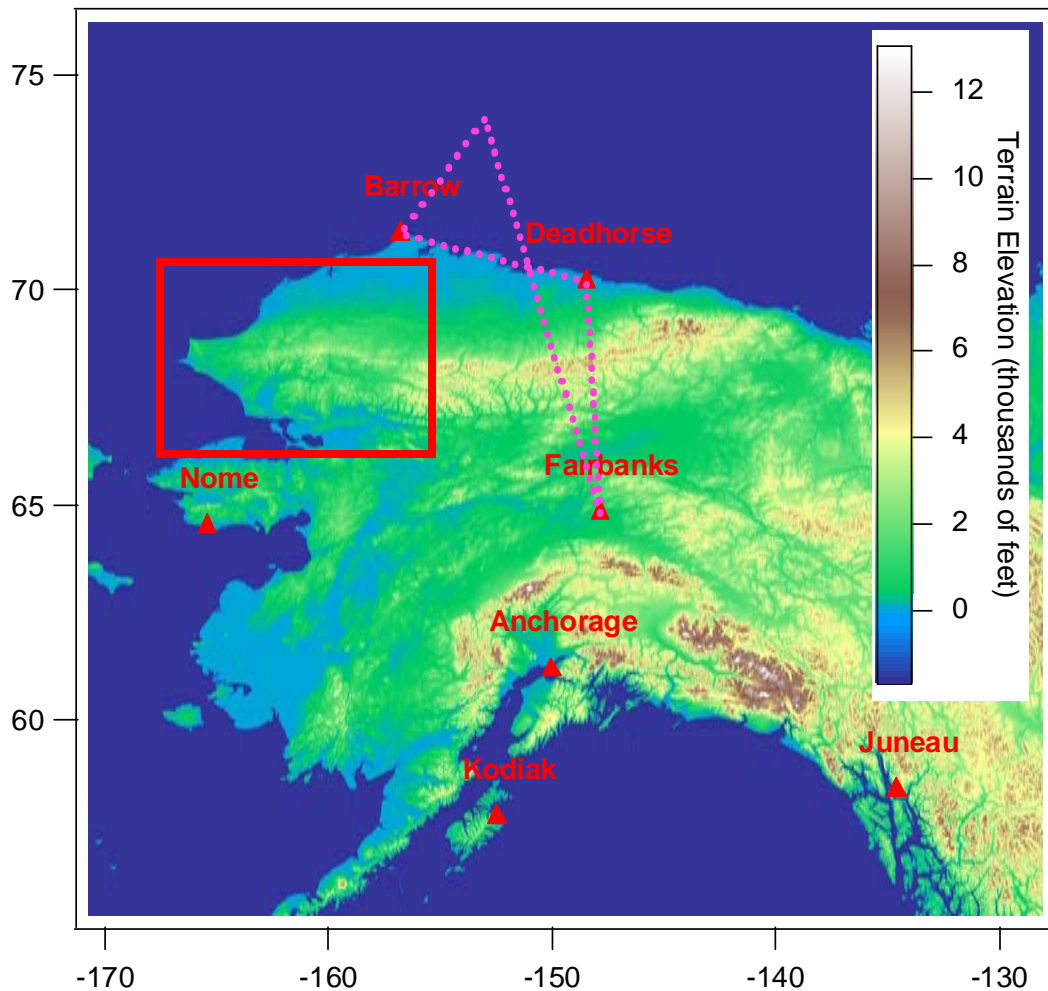 75
70
65
60
-170
-160
-150
-140
-130
Barrow
Deadhorse
Nome
Fairbanks
Anchorage
Kodiak
Juneau
12
10
8
6
4
2
0
Terrain Elevation (thousands of feet)